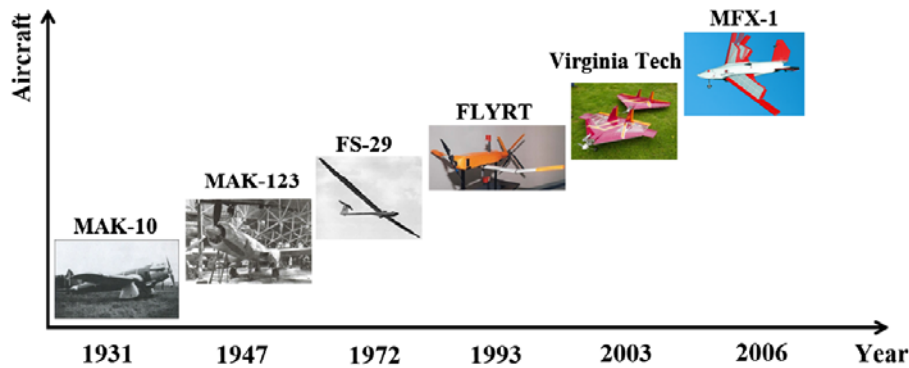 Aircraft
MFX-1
Virginia Tech
FLYRT
FS-29
MAK-123
MAK-10
1931 1947 1972 1993 2003 2006 Year